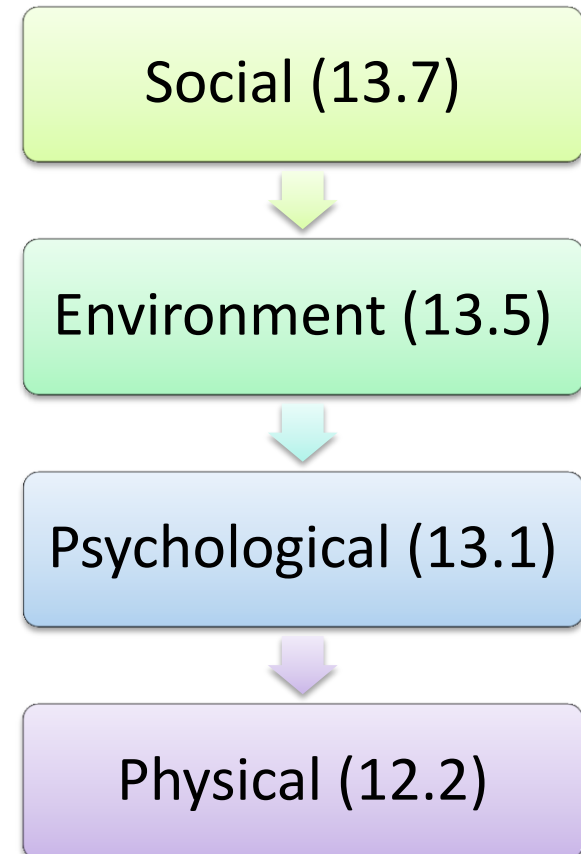 Social (13.7)
Environment (13.5)
Psychological (13.1)
Physical (12.2)